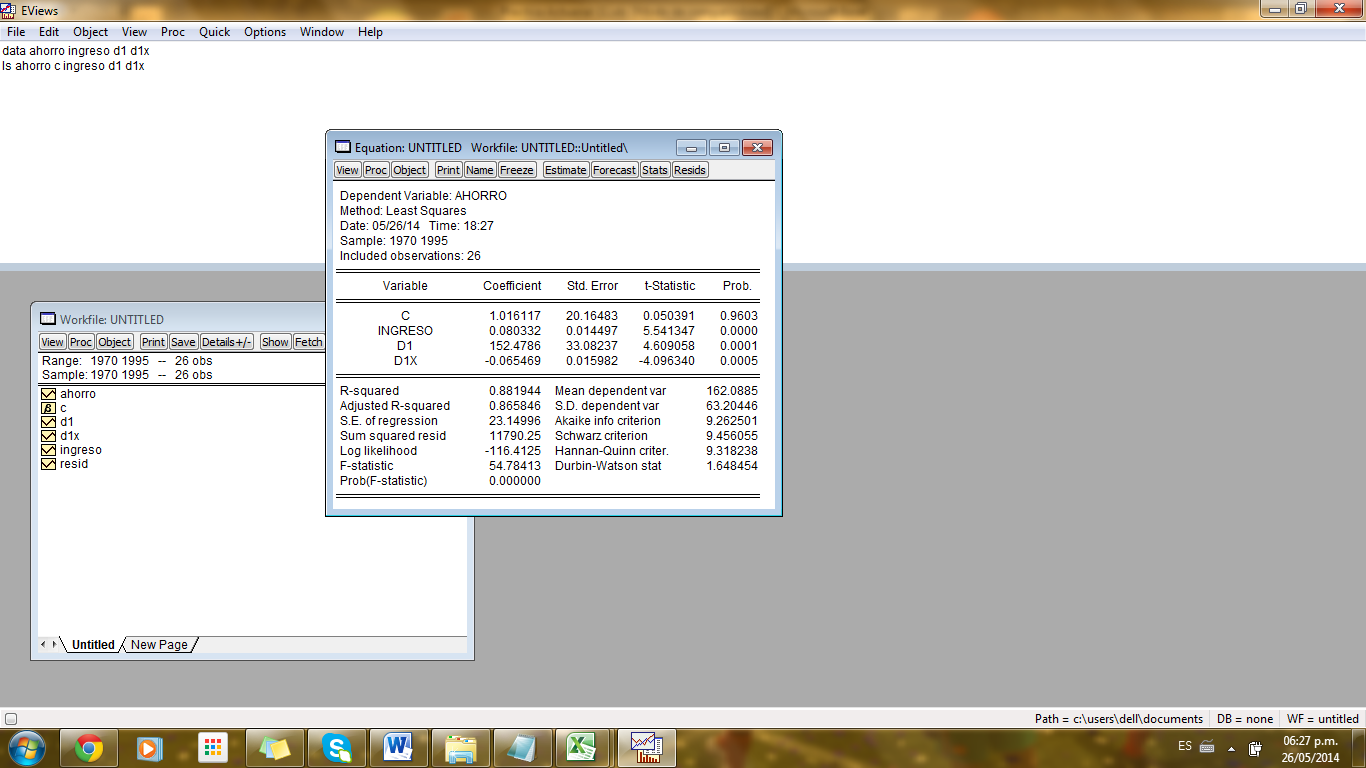 EViews
File Edit Object View Proc Quick Options Window Help
data ahorro ingreso d1 d1x
ls ahorro c ingreso d1 d1x
Equation: UNTITLED Workfile: UNTITLED::Untitled\
View Proc Object Print Name Freeze Estimate Forecast Stats Resids
Dependent Variable: AHORRO
Method: Least Squares
Date: 05/26/14 Time: 18:27
Sample: 1970 1995
Included observations: 26
Variable Coefficient Std. Error t-Statistic Prob.
C 1.016117 20.16483 0.050391 0.9603
INGRESO 0.080332 0.014497 5.541347 0.0000
D1 152.4786 33.08237 4.609058 0.0001
D1X -0.065469 0.015982 -4.096340 0.0005
R-squared 0.881944 Mean dependent var 162.0885
Adjusted R-squared 0.865846 S.D. dependent var 63.20446
S.E. of regression 23.14996 Akaike info criterion 9.262501
Sum squared resid 11790.25 Schwarz criterion 9.456055
Log likelihood -116.4125 Hannan-Quinn criter. 9.318238
F-statistic 54.78413 Durbin-Watson stat 1.648454
Prob(F-statistic) 0.000000
Workfile: UNTITLED
View Proc Object Print Save Details+/- Show Fetch
Range: 1970 1995 -- 26 obs
Sample: 1970 1995 -- 26 obs
ahorro
c
d1
d1x
ingreso
resid
Untitled New Page
Path = c:\users\dell\documents DB = none WF = untitled
ES
06:27 p.m.
26/05/2014